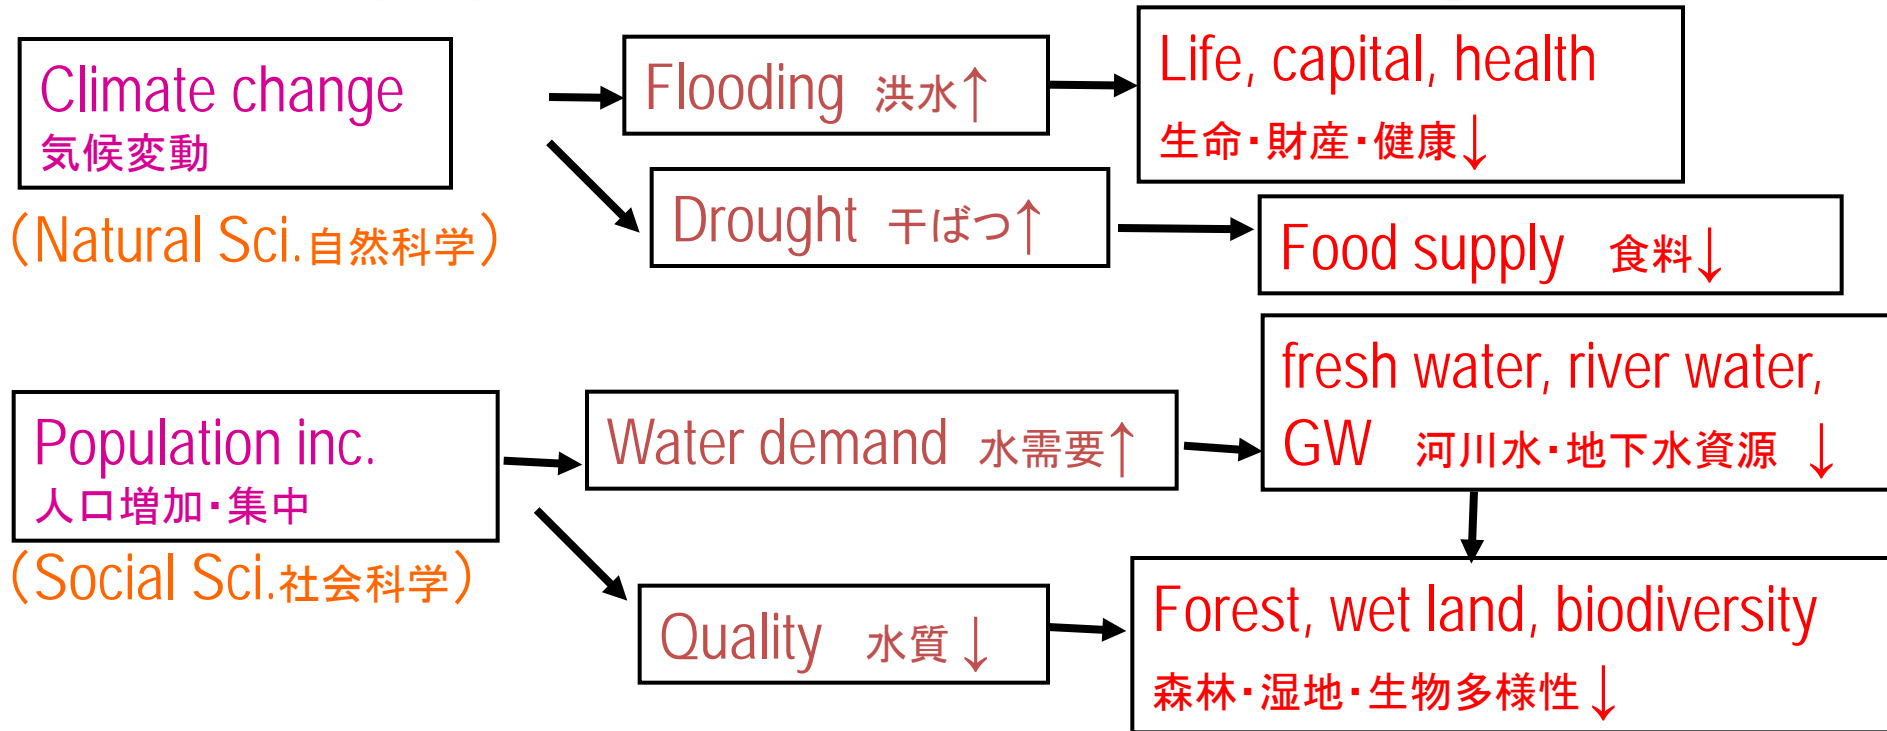 Climate change
気候変動
(Natural Sci.自然科学)
Flooding 洪水↑
Life, capital, health
生命・財産・健康↓
Drought 干ばつ↑
Food supply 食料↓
Population inc.
人口増加・集中
(Social Sci.社会科学)
Water demand 水需要↑
fresh water, river water,
GW 河川水・地下水資源 ↓
Quality 水質↓
Forest, wet land, biodiversity
森林・湿地・生物多様性↓